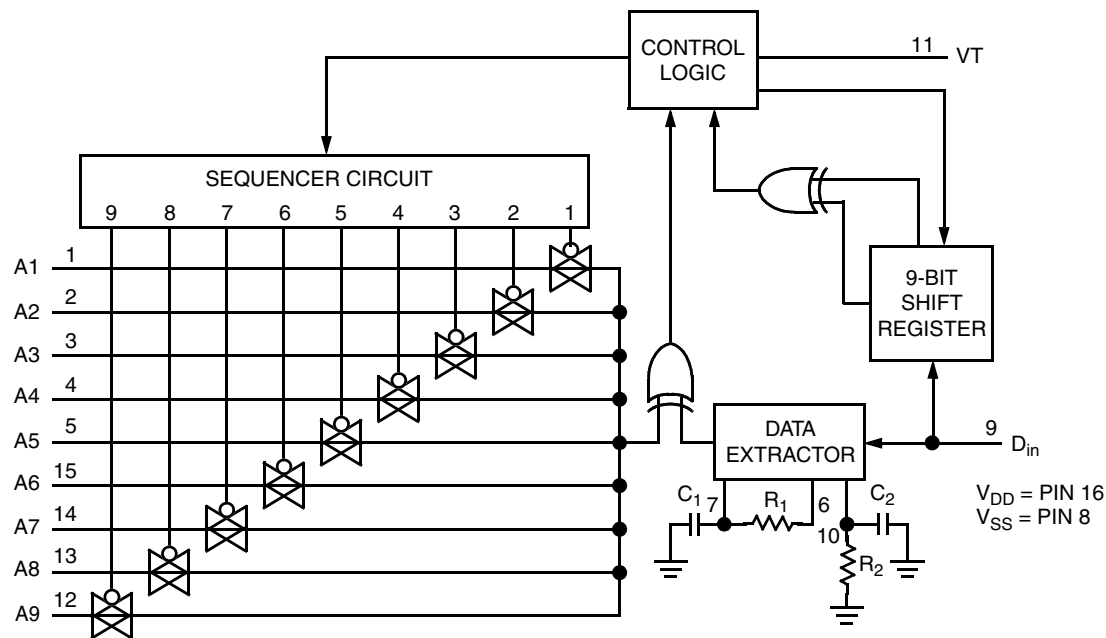 CONTROL
LOGIC
11
VT
SEQUENCER CIRCUIT
9 8 7 6 5 4 3 2 1
A1 1
A2 2
A3 3
A4 4
A5 5
A6 15
A7 14
A8 13
A9 12
9-BIT
SHIFT
REGISTER
DATA
EXTRACTOR
9
Din
C1 7 R1 6 C2
10
R2
VDD = PIN 16
VSS = PIN 8